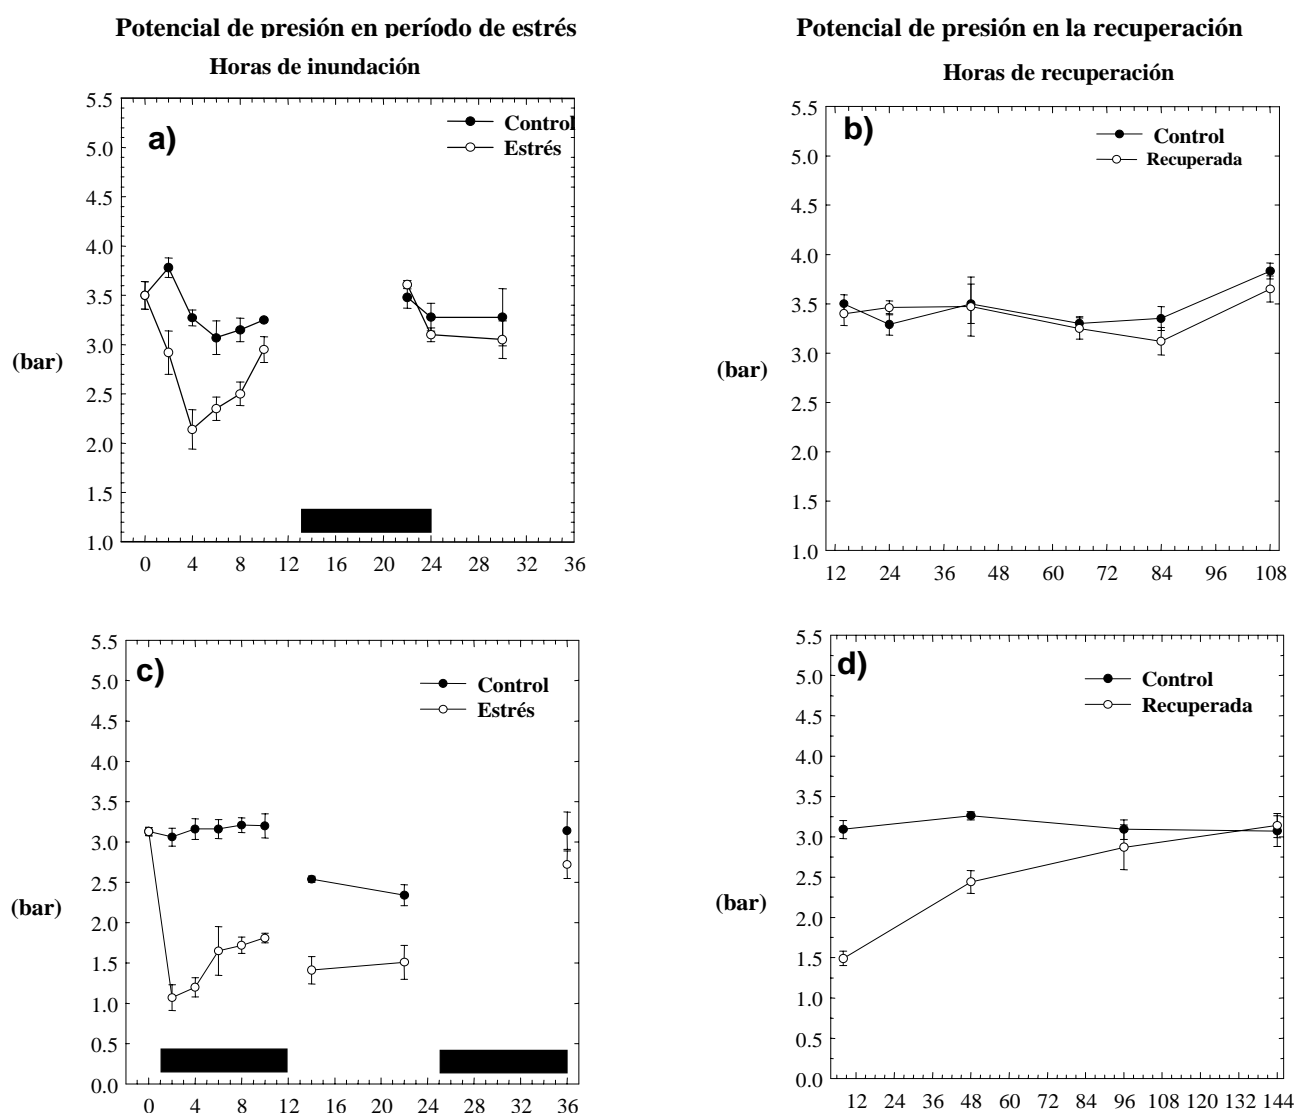 Potencial de presión en período de estrés
Horas de inundación
Potencial de presión en la recuperación
Horas de recuperación
a)
Control
Estrés
5.5
5.0
4.5
4.0
3.5
3.0
2.5
2.0
1.5
1.0
(bar)
0 4 8 12 16 20 24 28 32 36
b)
Control
Recuperada
5.5
5.0
4.5
4.0
3.5
3.0
2.5
2.0
1.5
1.0
(bar)
12 24 36 48 60 72 84 96 108
c)
Control
Estrés
5.5
5.0
4.5
4.0
3.5
3.0
2.5
2.0
1.5
1.0
0.5
0.0
(bar)
0 4 8 12 16 20 24 28 32 36
d)
Control
Recuperada
5.5
5.0
4.5
4.0
3.5
3.0
2.5
2.0
1.5
1.0
0.5
0.0
(bar)
12 24 36 48 60 72 84 96 108 120 132 144